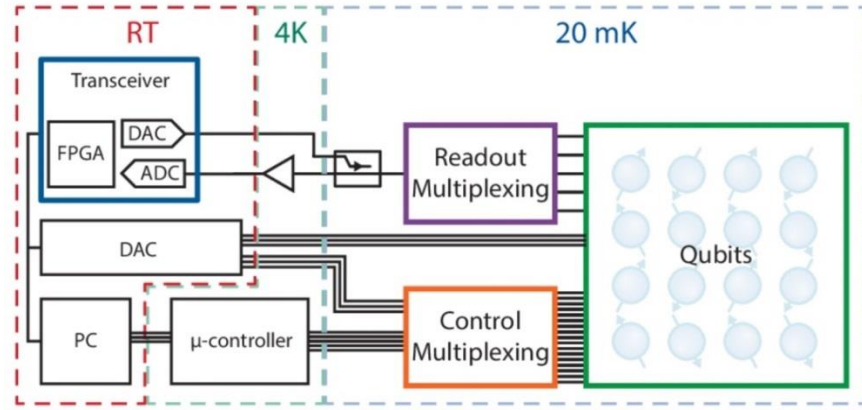 RT
4K
20 mK
Transceiver
FPGA
DAC
ADC
Readout
Multiplexing
DAC
Qubits
PC
μ-controller
Control
Multiplexing